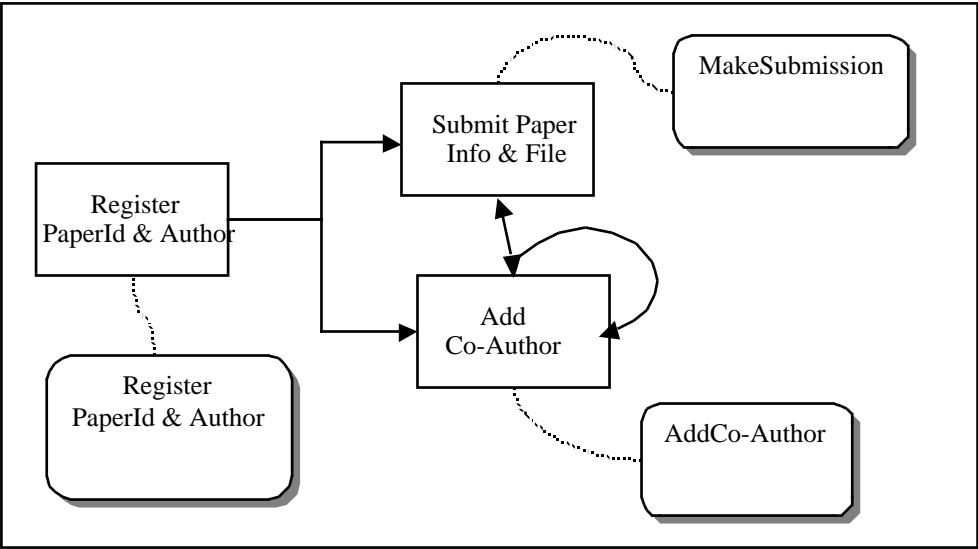 MakeSubmission
Submit Paper
Info & File
Register
PaperId & Author
Add
Co-Author
Register
PaperId & Author
AddCo-Author